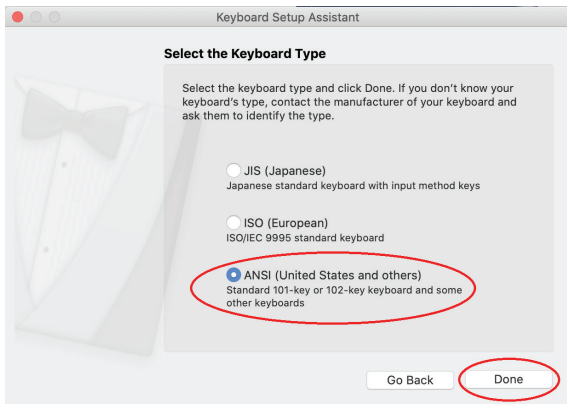 Keyboard Setup Assistant
Select the Keyboard Type
Select the keyboard type and click Done. If you don't know your
keyboard's type, contact the manufacturer of your keyboard and
ask them to identify the type.
JIS (Japanese)
Japanese standard keyboard with input method keys
ISO (European)
ISO/IEC 9995 standard keyboard
ANSI (United States and others)
Standard 101-key or 102-key keyboard and some
other keyboards
Go Back
Done